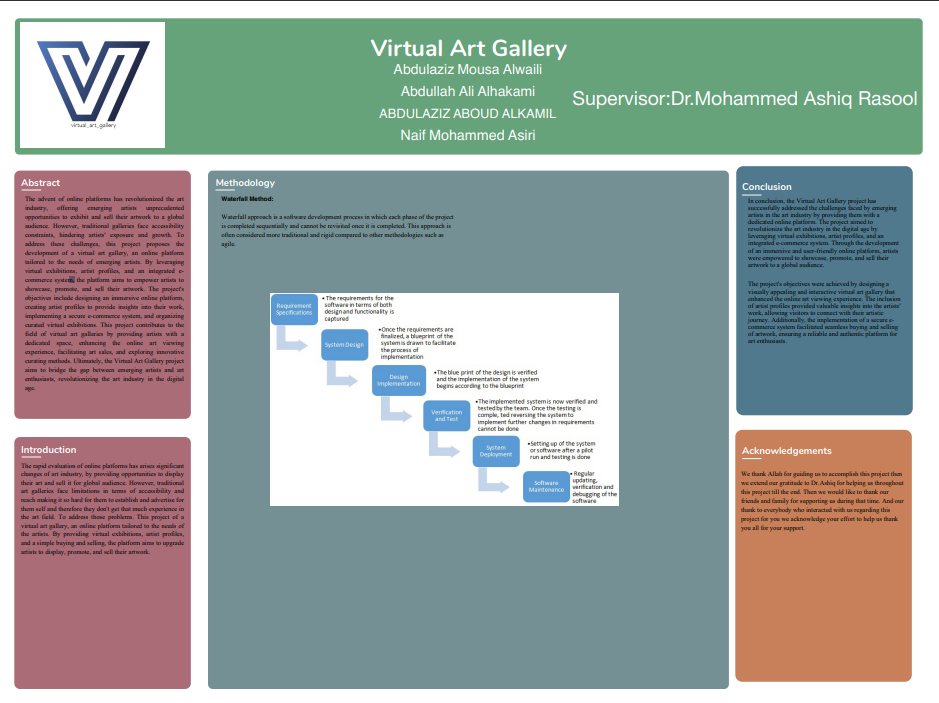 virtual_art_gallery
Virtual Art Gallery
Abdulaziz Mousa Alwaili
Abdullah Ali Alhakami
ABDULAZIZ ABOUD ALKAMIL
Naif Mohammed Asiri
Supervisor:Dr.Mohammed Ashiq Rasool
Abstract
The advent of online platforms has revolutionized the art
industry, offering emerging artists unprecedented
opportunities to exhibit and sell their artwork to a global
audience. However, traditional galleries face accessibility
constraints, hindering artists' exposure and growth. To
address these challenges, this project proposes the
development of a virtual art gallery, an online platform
tailored to the needs of emerging artists. By leveraging
virtual exhibitions, artist profiles, and an integrated e-
commerce system, the platform aims to empower artists to
showcase, promote, and sell their artwork. The project's
objectives include designing an immersive online platform,
creating artist profiles to provide insights into their work,
implementing a secure e-commerce system, and organizing
curated virtual exhibitions. This project contributes to the
field of virtual art galleries by providing artists with a
dedicated space, enhancing the online art viewing
experience, facilitating art sales, and exploring innovative
curating methods. Ultimately, the Virtual Art Gallery project
aims to bridge the gap between emerging artists and art
enthusiasts, revolutionizing the art industry in the digital
age.
Introduction
The rapid evaluation of online platforms has arises significant
changes of art industry, by providing opportunities to display
their art and sell it for global audience. However, traditional
art galleries face limitations in terms of accessibility and
reach making it so hard for them to establish and advertise for
them self and therefore they don't get that much experience in
the art field. To address those problems. This project of a
virtual art gallery, an online platform tailored to the needs of
the artists. By providing virtual exhibitions, artist profiles,
and a simple buying and selling, the platform aims to upgrade
artists to display, promote, and sell their artwork.
Methodology
Waterfall Method:
Waterfall approach is a software development process in which each phase of the project
is completed sequentially and cannot be revisited once it is completed. This approach is
often considered more traditional and rigid compared to other methodologies such as
agile.
Requirement
Specifications
•The requirements for the
software in terms of both
design and functionality is
captured
System Design
•Once the requirements are
finalized, a blueprint of the
system is drawn to facilitate
the process of
implementation
Design
Implementation
•The blue print of the design is verified
and the implementation of the system
begins according to the blueprint
Verification
and Test
•The implemented system is now verified and
tested by the team. Once the testing is
comple, ted reversing the system to
implement further changes in requirements
cannot be done
System
Deployment
•Setting up of the system
or software after a pilot
run and testing is done
Software
Maintenance
• Regular
updating,
verification and
debugging of the
software
Conclusion
In conclusion, the Virtual Art Gallery project has
successfully addressed the challenges faced by emerging
artists in the art industry by providing them with a
dedicated online platform. The project aimed to
revolutionize the art industry in the digital age by
leveraging virtual exhibitions, artist profiles, and an
integrated e-commerce system. Through the development
of an immersive and user-friendly online platform, artists
were empowered to showcase, promote, and sell their
artwork to a global audience.
The project's objectives were achieved by designing a
visually appealing and interactive virtual art gallery that
enhanced the online art viewing experience. The inclusion
of artist profiles provided valuable insights into the artists'
work, allowing visitors to connect with their artistic
journey. Additionally, the implementation of a secure e-
commerce system facilitated seamless buying and selling
of artwork, ensuring a reliable and authentic platform for
art enthusiasts.
Acknowledgements
We thank Allah for guiding us to accomplish this project then
we extend our gratitude to Dr.Ashiq for helping us throughout
this project till the end. Then we would like to thank our
friends and family for supporting us during that time. And our
thank to everybody who interacted with us regarding this
project for you we acknowledge your effort to help us thank
you all for your support.